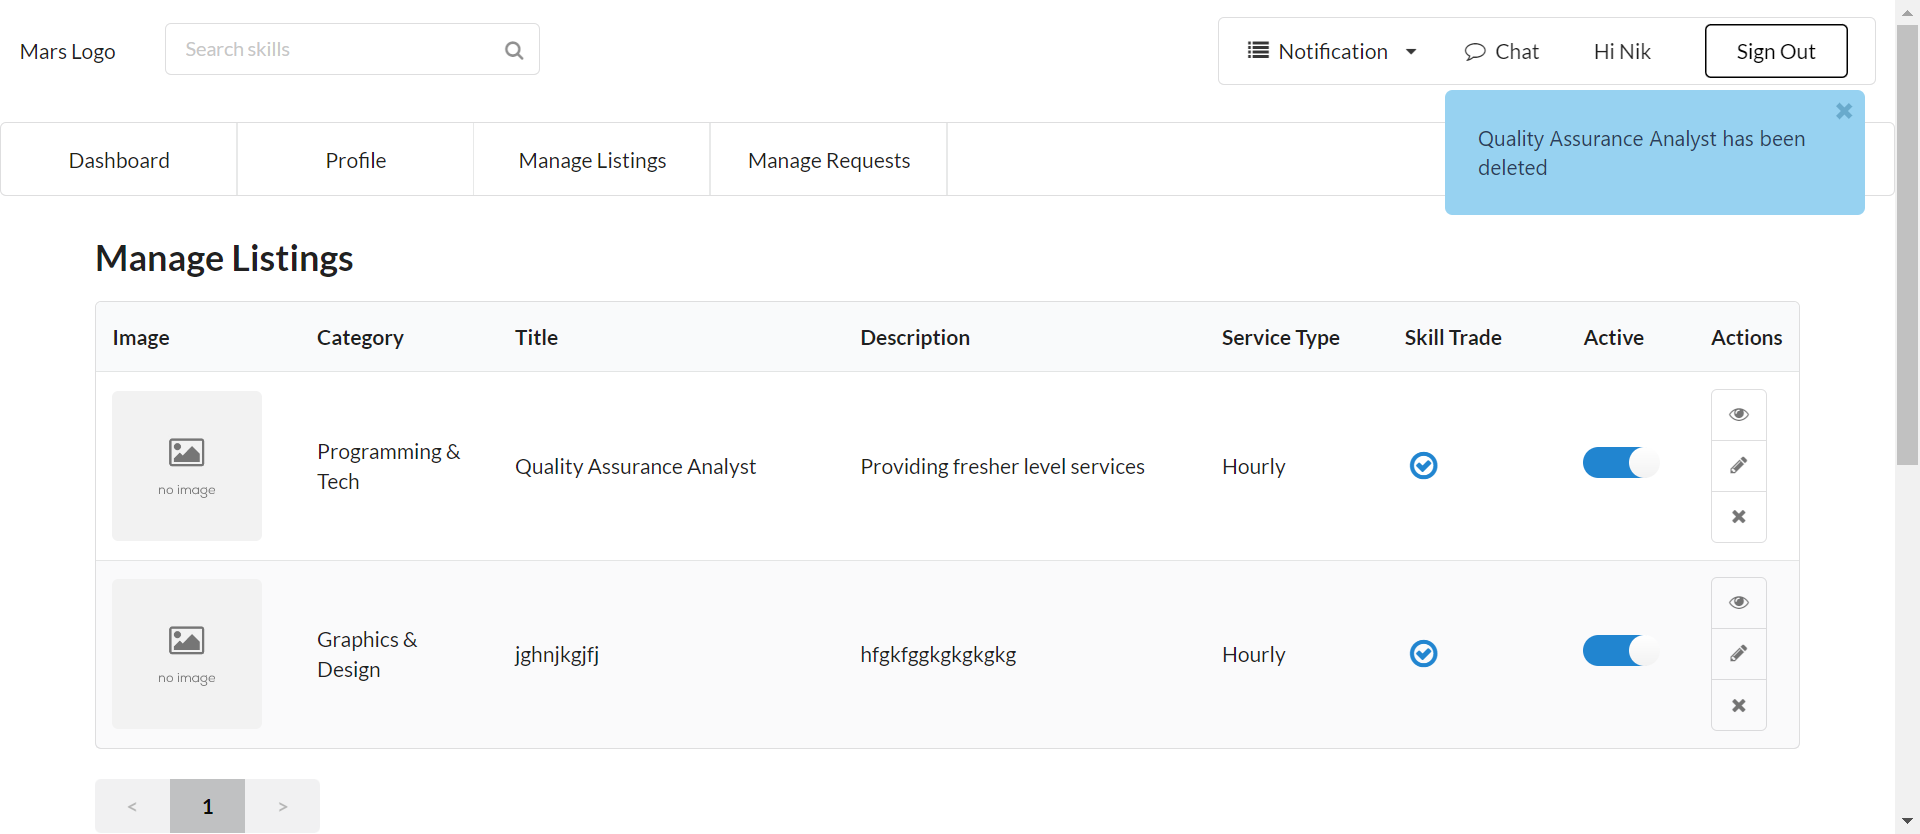 Mars Logo
Search skills
Notification
Chat
Hi Nik
Sign Out
Quality Assurance Analyst has been
deleted
Dashboard
Profile
Manage Listings
Manage Requests
Manage Listings
Image
Category
Title
Description
Service Type
Skill Trade
Active
Actions
no image
Programming &
Tech
Quality Assurance Analyst
Providing fresher level services
Hourly
no image
Graphics &
Design
jghnjkgjfj
hfgkfggkgkgkgkg
Hourly
<
1
>